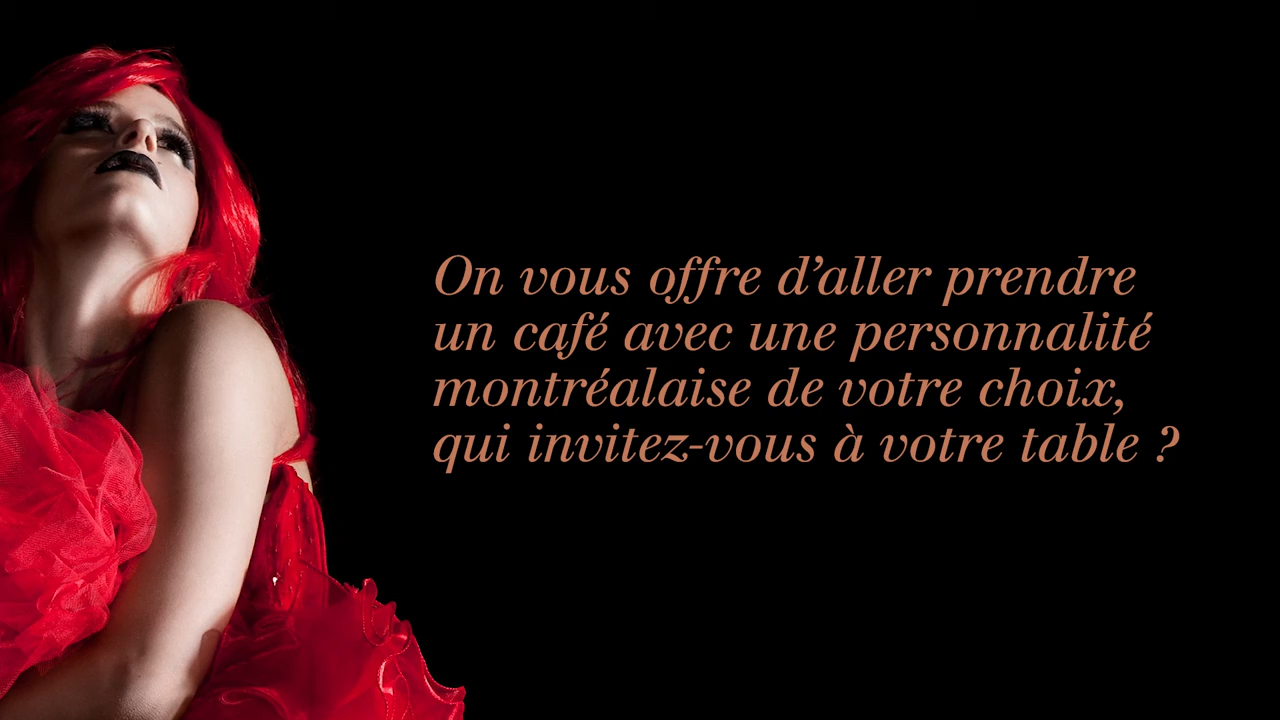 On vous offre d’aller prendre
un café avec une personnalité
montréalaise de votre choix,
qui invitez-vous à votre table ?